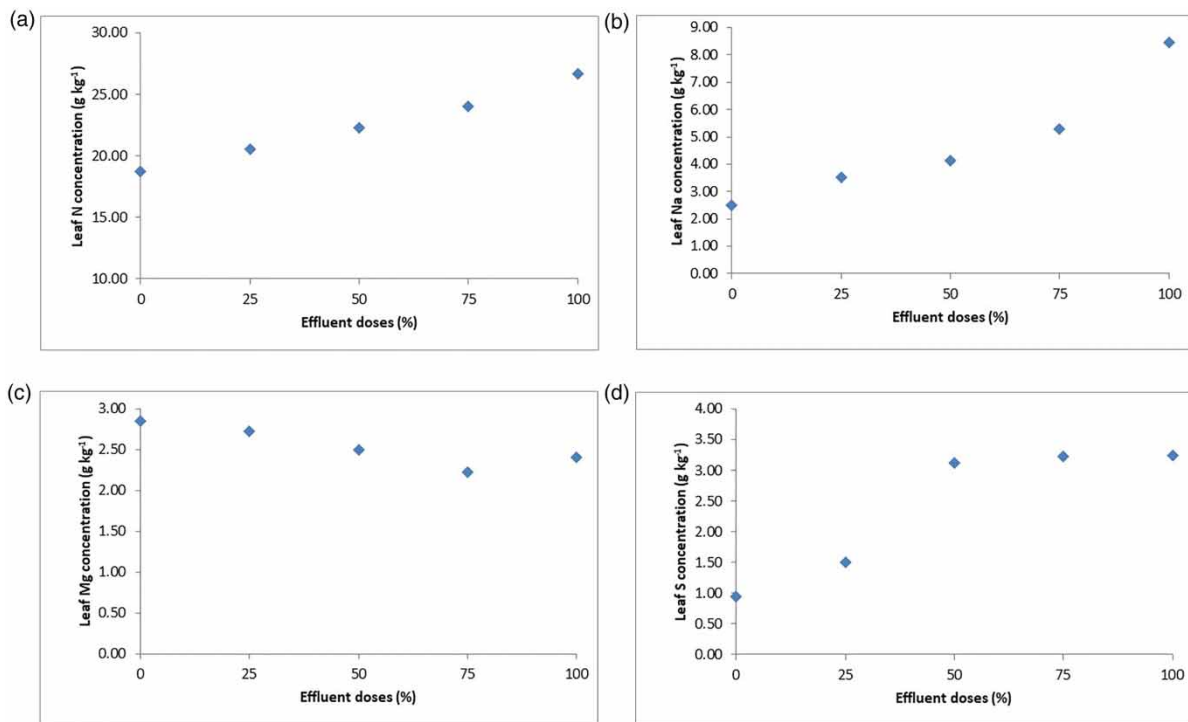 (a)
Leaf N concentration (g kg⁻¹)
30.00
25.00
20.00
15.00
10.00
0 25 50 75 100
Effluent doses (%)
(b)
Leaf Na concentration (g kg⁻¹)
9.00
8.00
7.00
6.00
5.00
4.00
3.00
2.00
1.00
0.00
0 25 50 75 100
Effluent doses (%)
(c)
Leaf Mg concentration (g kg⁻¹)
3.00
2.50
2.00
1.50
1.00
0.50
0.00
0 25 50 75 100
Effluent doses (%)
(d)
Leaf S concentration (g kg⁻¹)
4.00
3.50
3.00
2.50
2.00
1.50
1.00
0.50
0.00
0 25 50 75 100
Effluent doses (%)